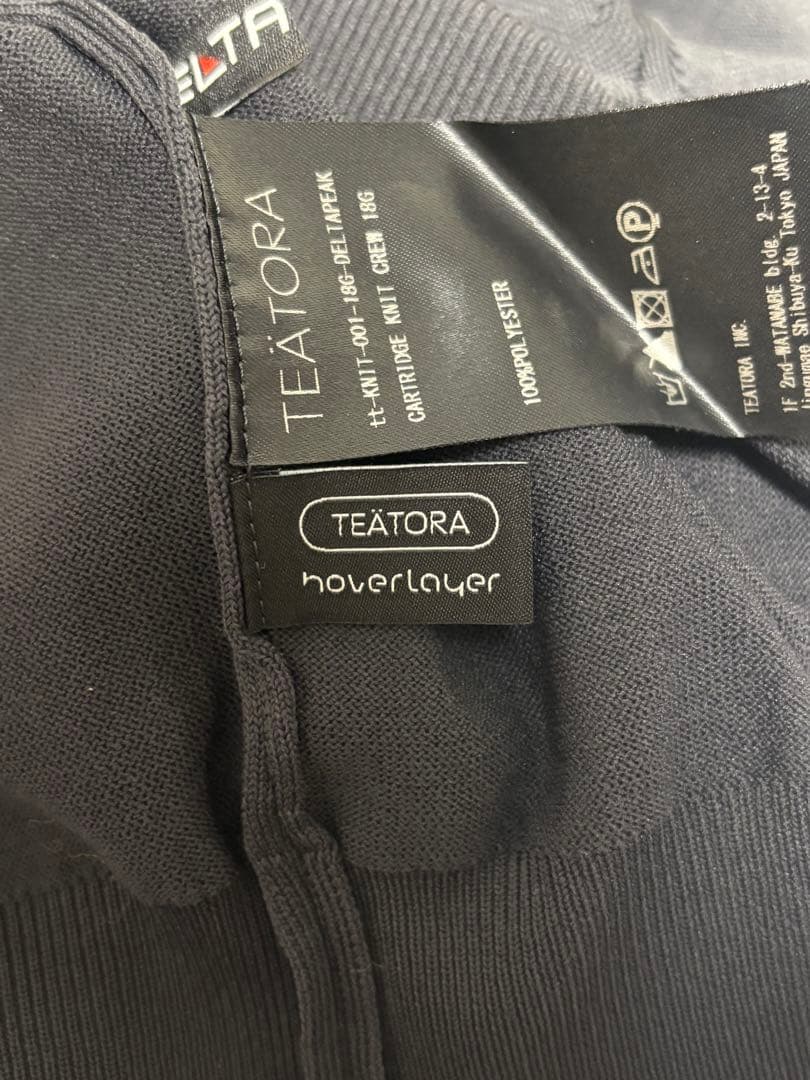 ELTA
TEÄTORA
tt-KNIT-001-18G-DELTAPEAK
CARTRIDGE KNIT CREW 18G
100%POLYESTER
P
TEATORA INC.
1F 2nd-WATANABE bldg. 2-13-4
Shibuya-Ku Tokyo JAPAN
TEÄTORA
hoverlayer